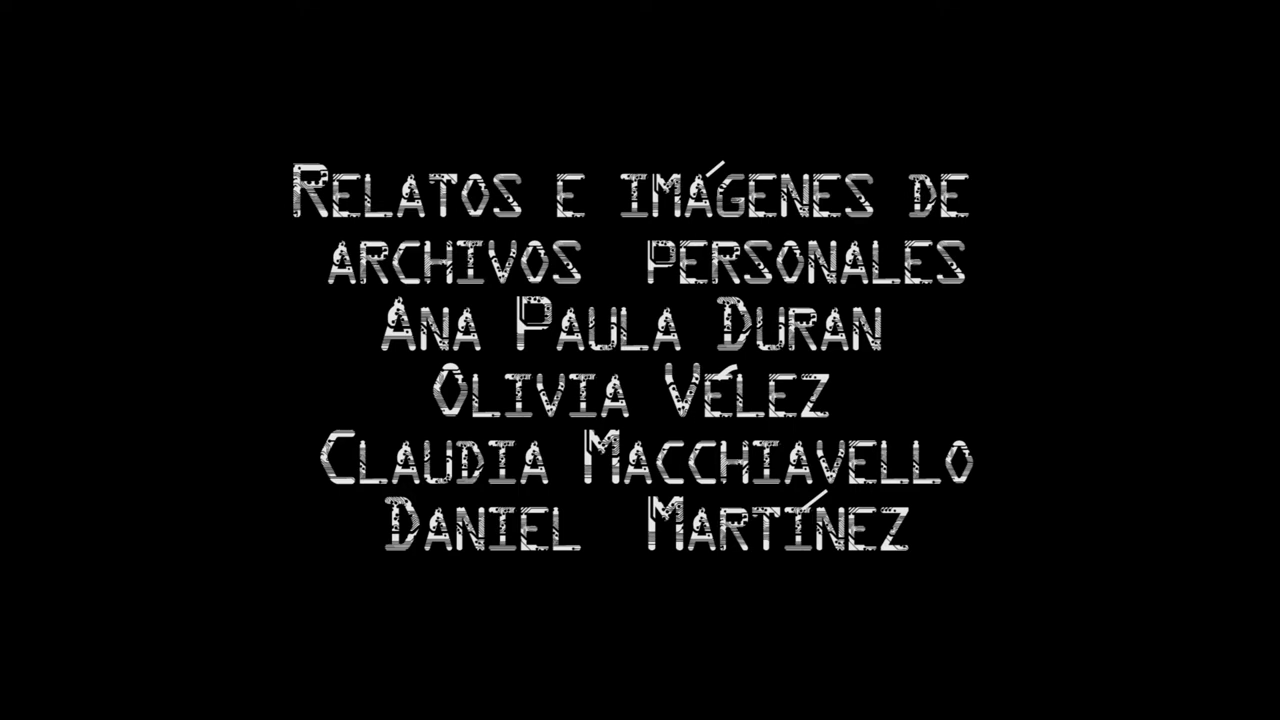 Relatos e imágenes de
archivos personales
Ana Paula Duran
Olivia Vélez
Claudia Macchiavello
Daniel Martínez